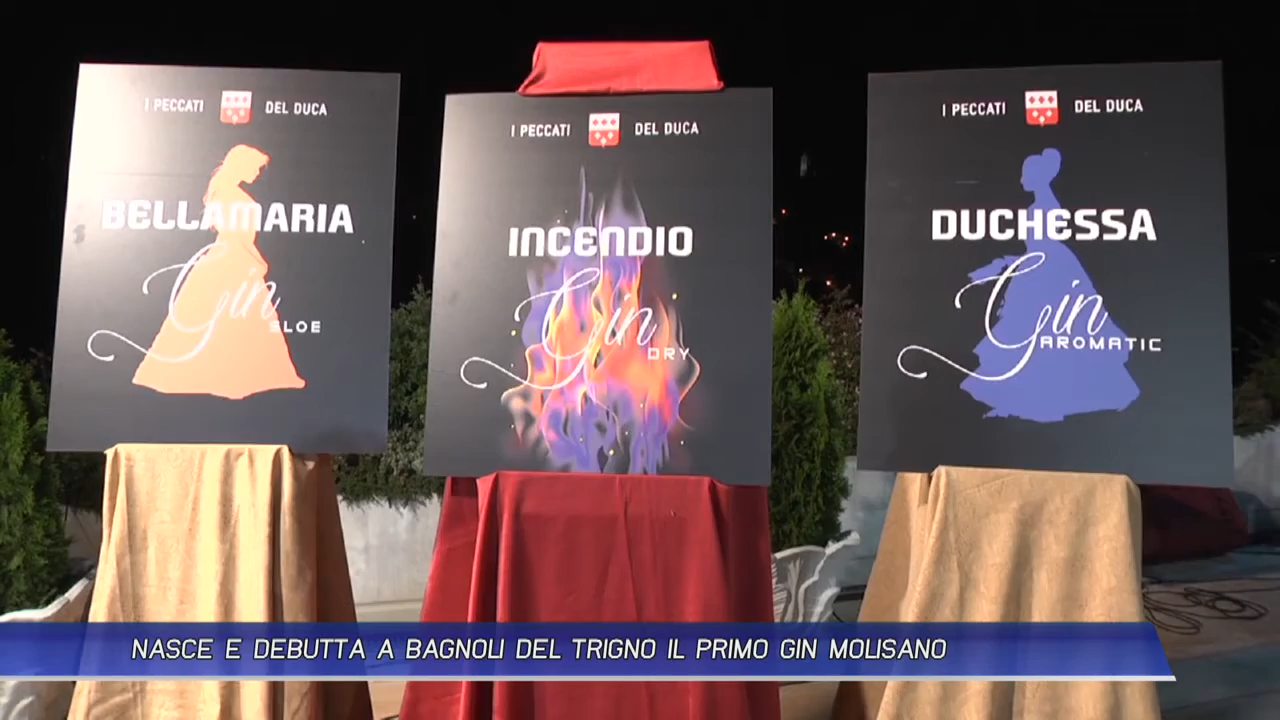 I PECCATI DEL DUCA
BELLAMARIA
Gin
SLOE
I PECCATI DEL DUCA
INCENDIO
Gin
DRY
I PECCATI DEL DUCA
DUCHESSA
Gin
AROMATIC
NASCE E DEBUTTA A BAGNOLI DEL TRIGNO IL PRIMO GIN MOLISANO